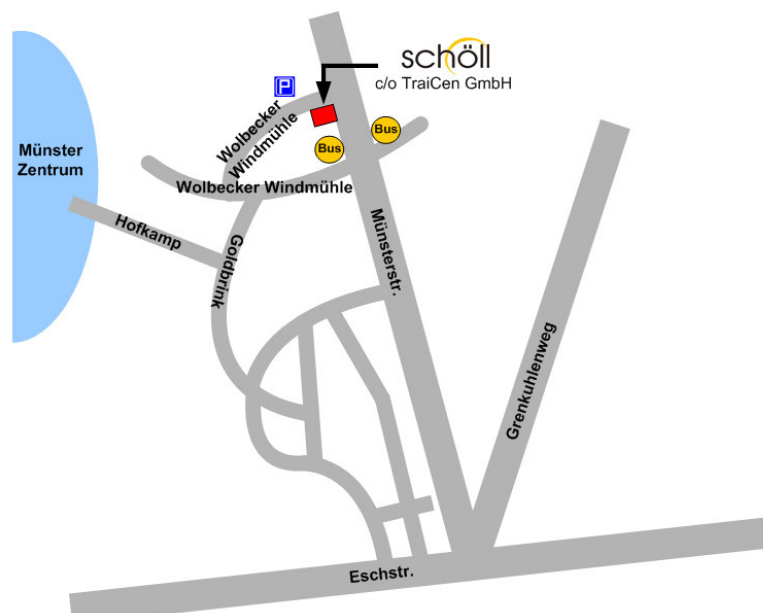 schöll
c/o TraiCen GmbH
P
Bus
Bus
Wolbecker
Windmühle
Münster
Zentrum
Wolbecker Windmühle
Hofkamp
Goldbrink
Münsterstr.
Grenkuhlenweg
Eschstr.